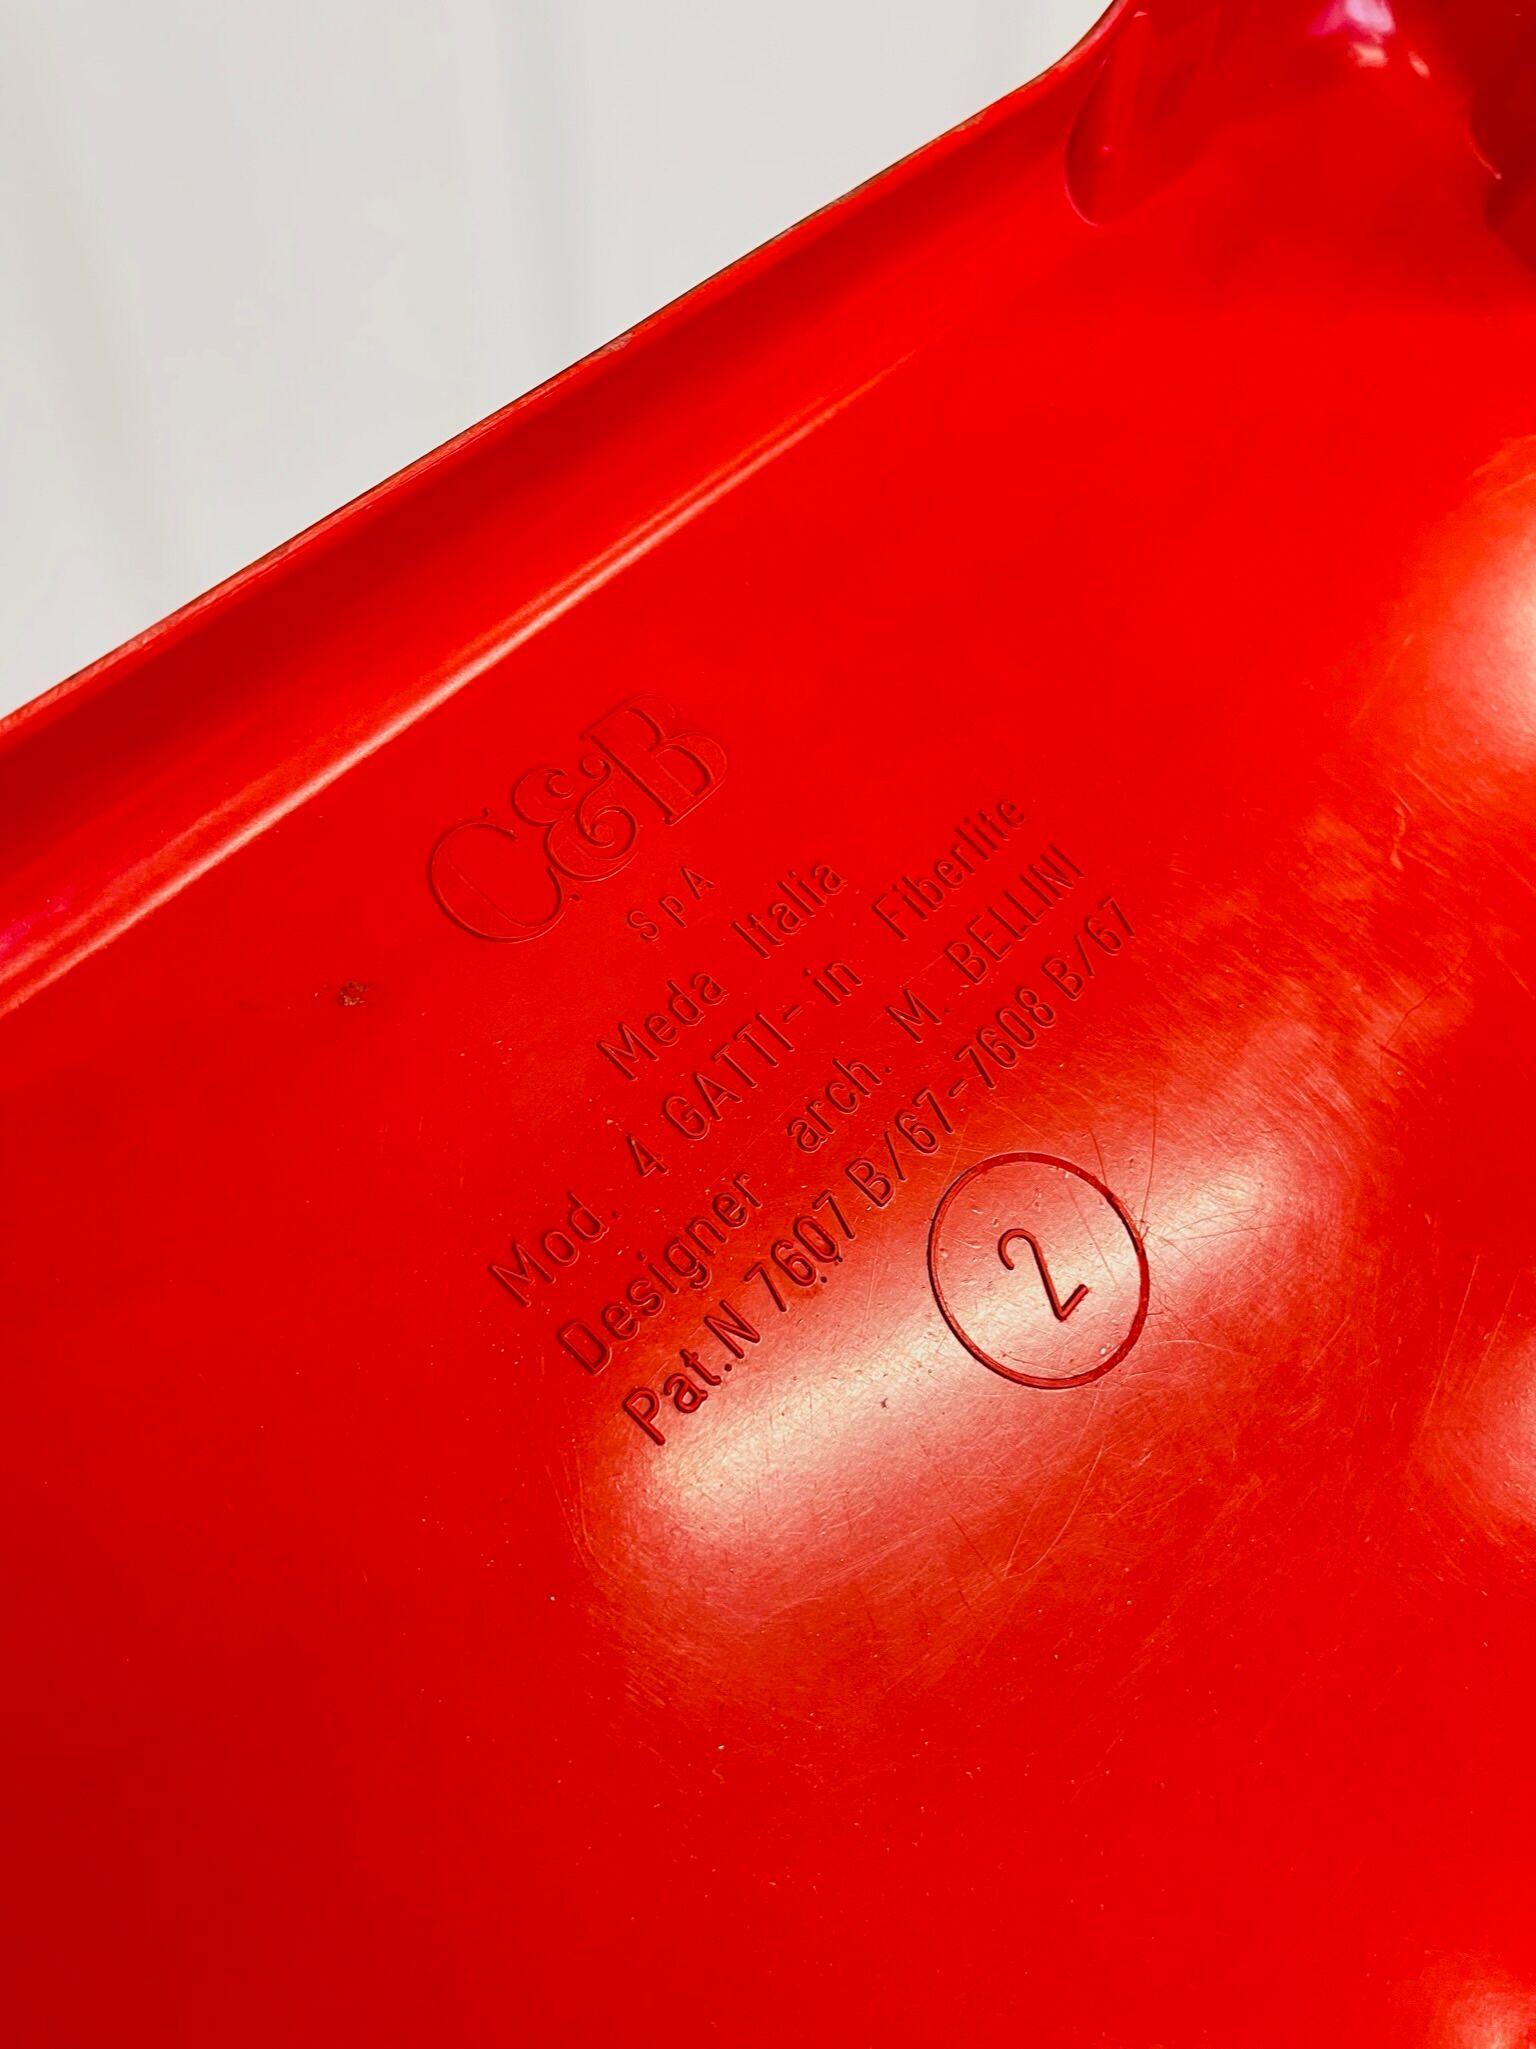 C&B
SpA
Meda Italia
Mod. 4 GATTI - in Fiberlite
Designer arch. M. BELLINI
Pat.N 7607 B/67-7608 B/67
2